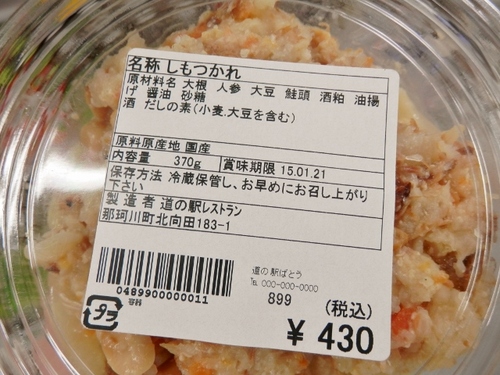 名称 しもつかれ
原材料名 大根 人参 大豆 鮭頭 酒粕 油揚
げ 醤油 砂糖
酒 だしの素(小麦.大豆を含む)
原料原産地 国産
内容量 370g 賞味期限 15.01.21
保存方法 冷蔵保管し、お早めにお召し上がり
下さい
製造者 道の駅レストラン
那珂川町北向田183-1
道の駅ばとう
℡ 000-000-0000
0489900000011
899
プラ
容器
(税込)
¥ 430